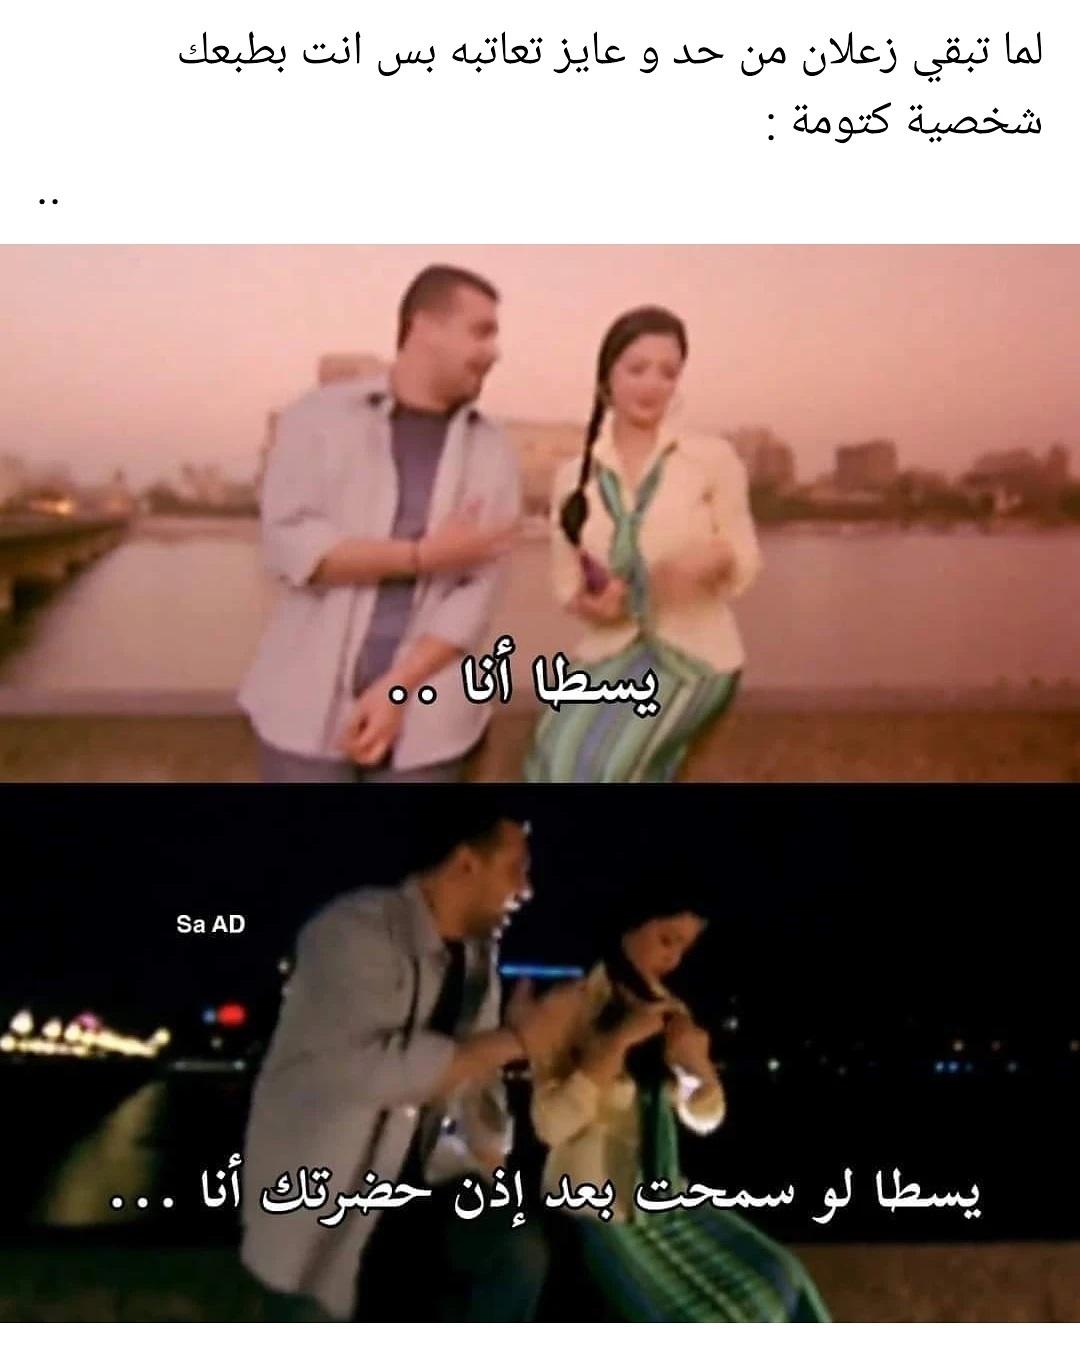 لما تبقي زعلان من حد و عايز تعاتبه بس انت بطبعك
شخصية كتومة :
..
يسطا أنا ..
Sa AD
يسطا لو سمحت بعد إذن حضرتك أنا ...